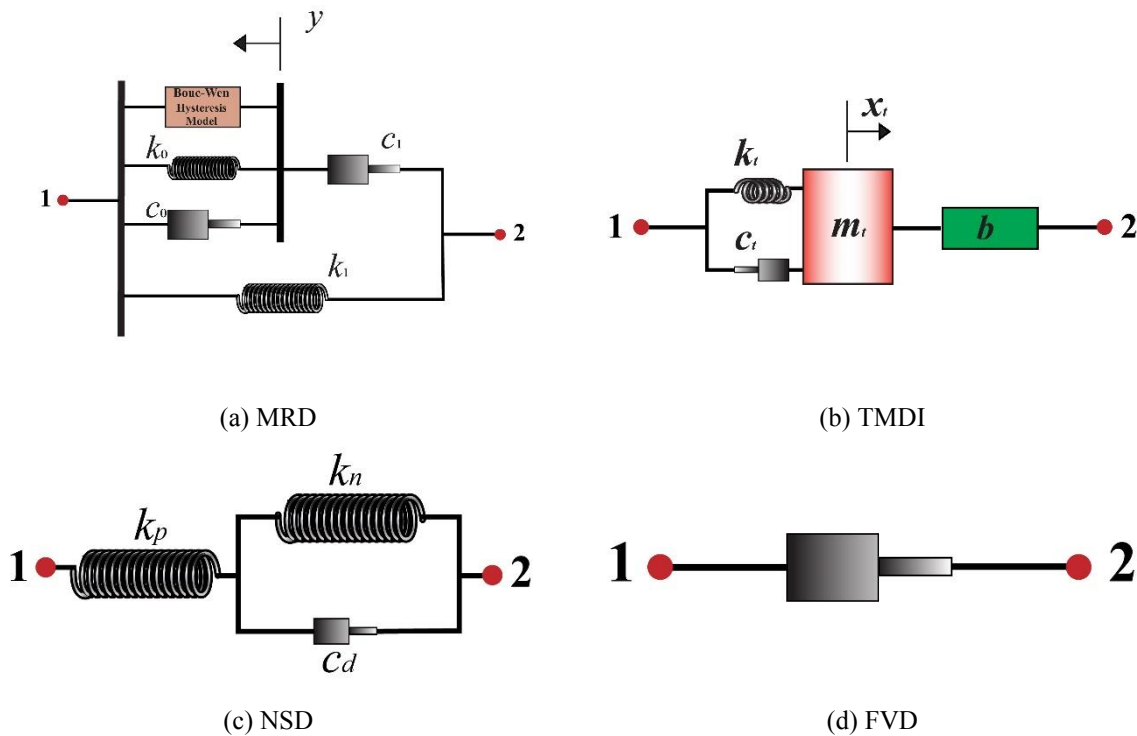 y
Bouc-Wen
Hysteresis
Model
k₀
c₁
1
c₀
2
k₁
(a) MRD
xₜ
kₜ
1
mₜ
b
2
cₜ
(b) TMDI
kₙ
kₚ
1
2
c_d
(c) NSD
1
2
(d) FVD